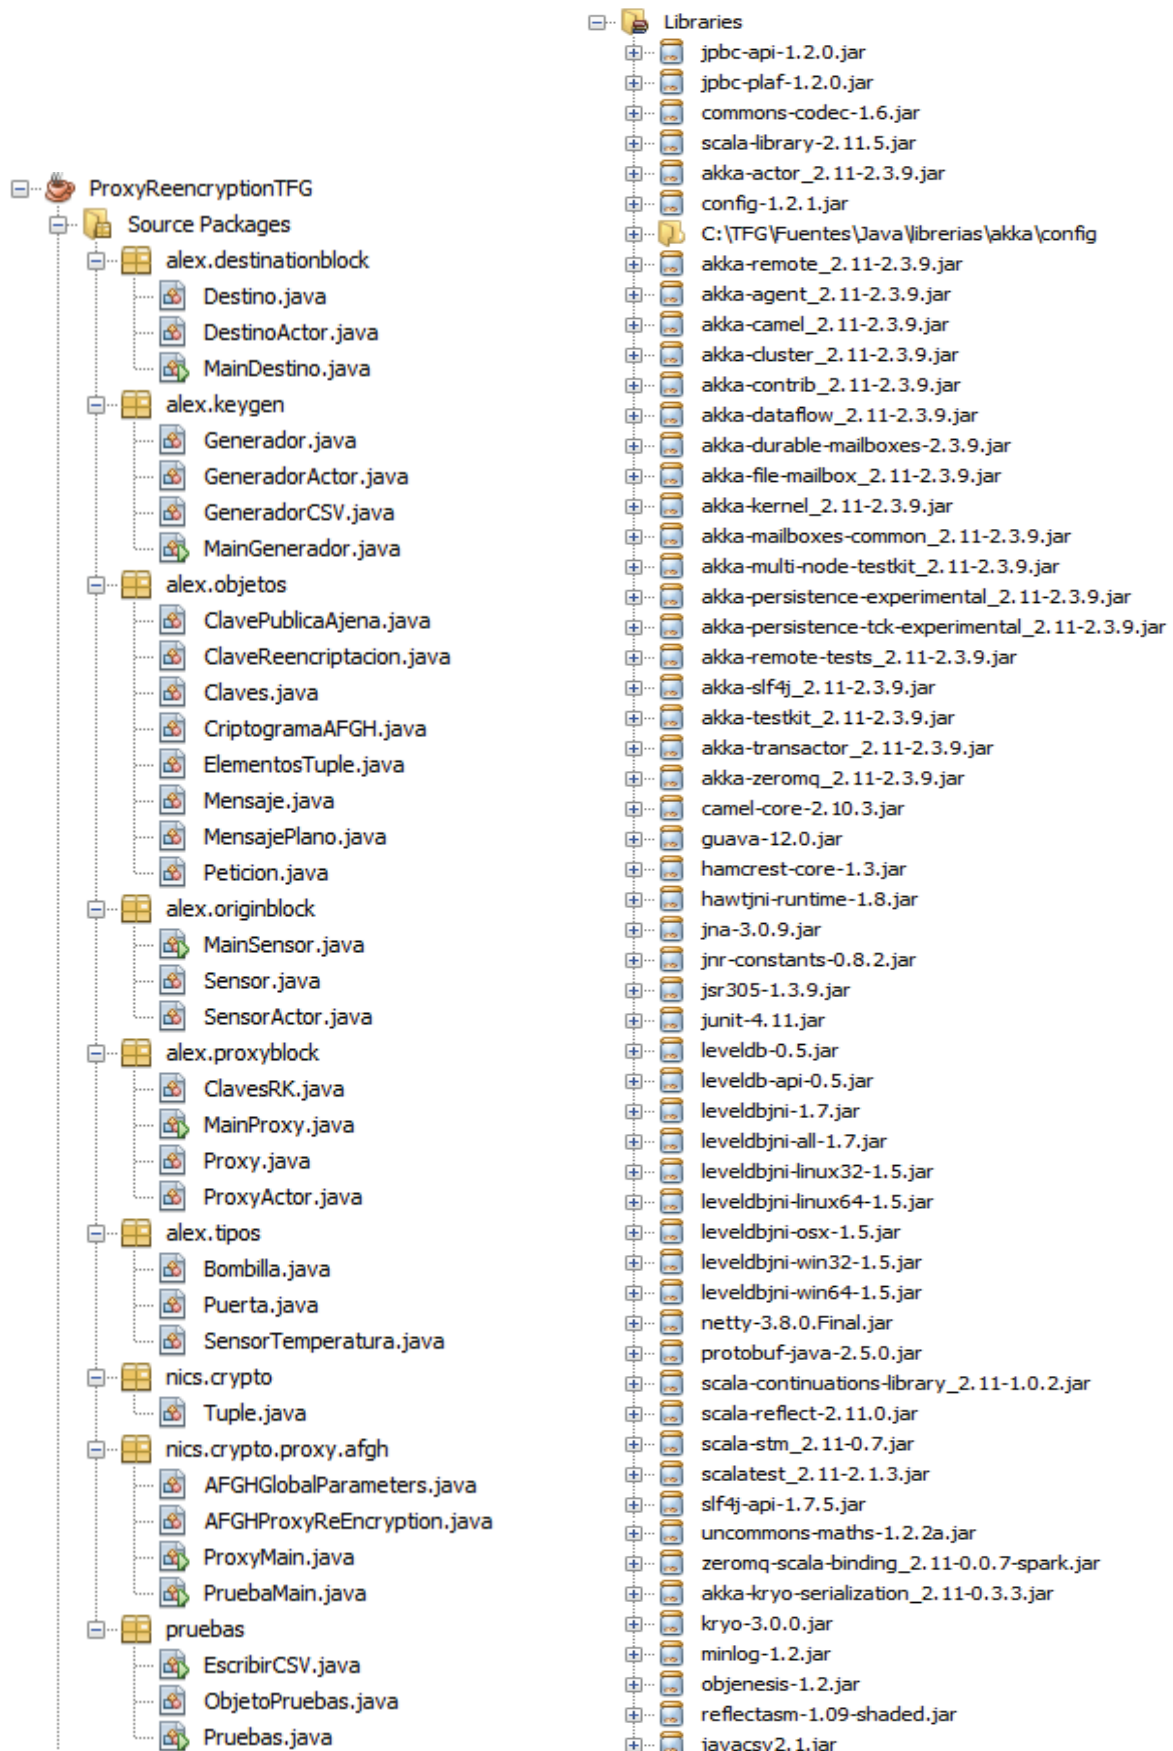 ProxyReencryptionTFG
Source Packages
alex.destinationblock
Destino.java
DestinoActor.java
MainDestino.java
alex.keygen
Generador.java
GeneradorActor.java
GeneradorCSV.java
MainGenerador.java
alex.objetos
ClavePublicaAjena.java
ClaveReencriptacion.java
Claves.java
CriptogramaAFGH.java
ElementosTuple.java
Mensaje.java
MensajePlano.java
Peticion.java
alex.originblock
MainSensor.java
Sensor.java
SensorActor.java
alex.proxyblock
ClavesRK.java
MainProxy.java
Proxy.java
ProxyActor.java
alex.tipos
Bombilla.java
Puerta.java
SensorTemperatura.java
nics.crypto
Tuple.java
nics.crypto.proxy.afgh
AFGHGlobalParameters.java
AFGHProxyReEncryption.java
ProxyMain.java
PruebaMain.java
pruebas
EscribirCSV.java
ObjetoPruebas.java
Pruebas.java
Libraries
jpbc-api-1.2.0.jar
jpbc-plaf-1.2.0.jar
commons-codec-1.6.jar
scala-library-2.11.5.jar
akka-actor_2.11-2.3.9.jar
config-1.2.1.jar
C:\TFG\Fuentes\Java\librerias\akka\config
akka-remote_2.11-2.3.9.jar
akka-agent_2.11-2.3.9.jar
akka-camel_2.11-2.3.9.jar
akka-cluster_2.11-2.3.9.jar
akka-contrib_2.11-2.3.9.jar
akka-dataflow_2.11-2.3.9.jar
akka-durable-mailboxes-2.3.9.jar
akka-file-mailbox_2.11-2.3.9.jar
akka-kernel_2.11-2.3.9.jar
akka-mailboxes-common_2.11-2.3.9.jar
akka-multi-node-testkit_2.11-2.3.9.jar
akka-persistence-experimental_2.11-2.3.9.jar
akka-persistence-tck-experimental_2.11-2.3.9.jar
akka-remote-tests_2.11-2.3.9.jar
akka-slf4j_2.11-2.3.9.jar
akka-testkit_2.11-2.3.9.jar
akka-transactor_2.11-2.3.9.jar
akka-zeromq_2.11-2.3.9.jar
camel-core-2.10.3.jar
guava-12.0.jar
hamcrest-core-1.3.jar
hawtjni-runtime-1.8.jar
jna-3.0.9.jar
jnr-constants-0.8.2.jar
jsr305-1.3.9.jar
junit-4.11.jar
leveldb-0.5.jar
leveldb-api-0.5.jar
leveldbjni-1.7.jar
leveldbjni-all-1.7.jar
leveldbjni-linux32-1.5.jar
leveldbjni-linux64-1.5.jar
leveldbjni-osx-1.5.jar
leveldbjni-win32-1.5.jar
leveldbjni-win64-1.5.jar
netty-3.8.0.Final.jar
protobuf-java-2.5.0.jar
scala-continuations-library_2.11-1.0.2.jar
scala-reflect-2.11.0.jar
scala-stm_2.11-0.7.jar
scalatest_2.11-2.1.3.jar
slf4j-api-1.7.5.jar
uncommons-maths-1.2.2a.jar
zeromq-scala-binding_2.11-0.0.7-spark.jar
akka-kryo-serialization_2.11-0.3.3.jar
kryo-3.0.0.jar
minlog-1.2.jar
objenesis-1.2.jar
reflectasm-1.09-shaded.jar
javacsv2.1.jar